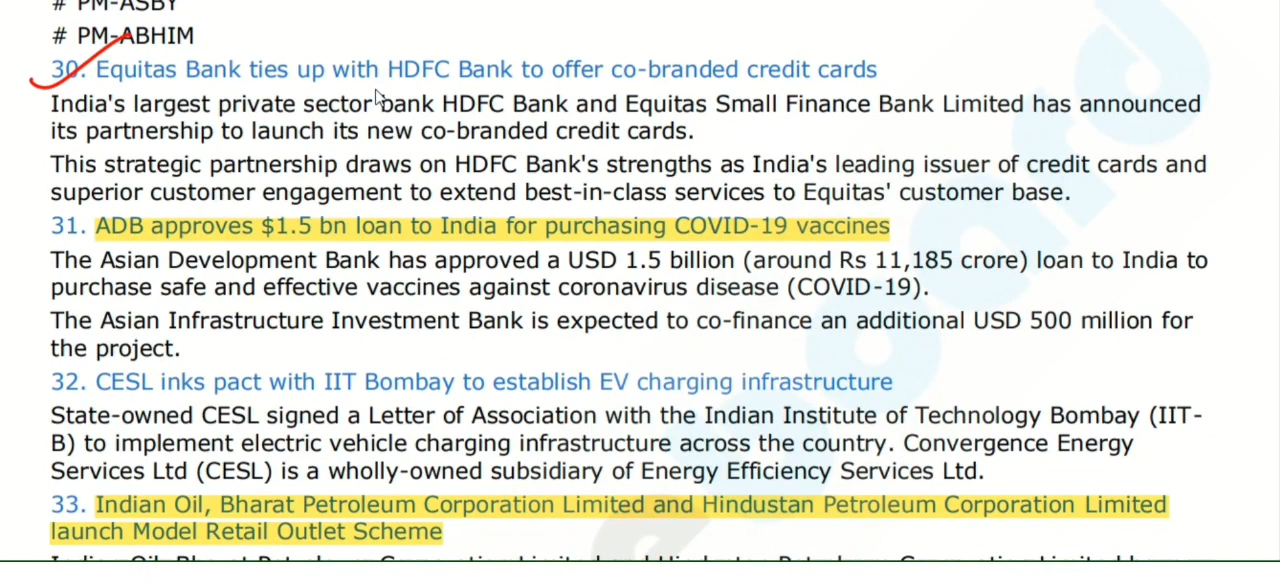 # PM-ASBY
# PM-ABHIM
30. Equitas Bank ties up with HDFC Bank to offer co-branded credit cards
India's largest private sector bank HDFC Bank and Equitas Small Finance Bank Limited has announced
its partnership to launch its new co-branded credit cards.
This strategic partnership draws on HDFC Bank's strengths as India's leading issuer of credit cards and
superior customer engagement to extend best-in-class services to Equitas' customer base.
31. ADB approves $1.5 bn loan to India for purchasing COVID-19 vaccines
The Asian Development Bank has approved a USD 1.5 billion (around Rs 11,185 crore) loan to India to
purchase safe and effective vaccines against coronavirus disease (COVID-19).
The Asian Infrastructure Investment Bank is expected to co-finance an additional USD 500 million for
the project.
32. CESL inks pact with IIT Bombay to establish EV charging infrastructure
State-owned CESL signed a Letter of Association with the Indian Institute of Technology Bombay (IIT-
B) to implement electric vehicle charging infrastructure across the country. Convergence Energy
Services Ltd (CESL) is a wholly-owned subsidiary of Energy Efficiency Services Ltd.
33. Indian Oil, Bharat Petroleum Corporation Limited and Hindustan Petroleum Corporation Limited
launch Model Retail Outlet Scheme